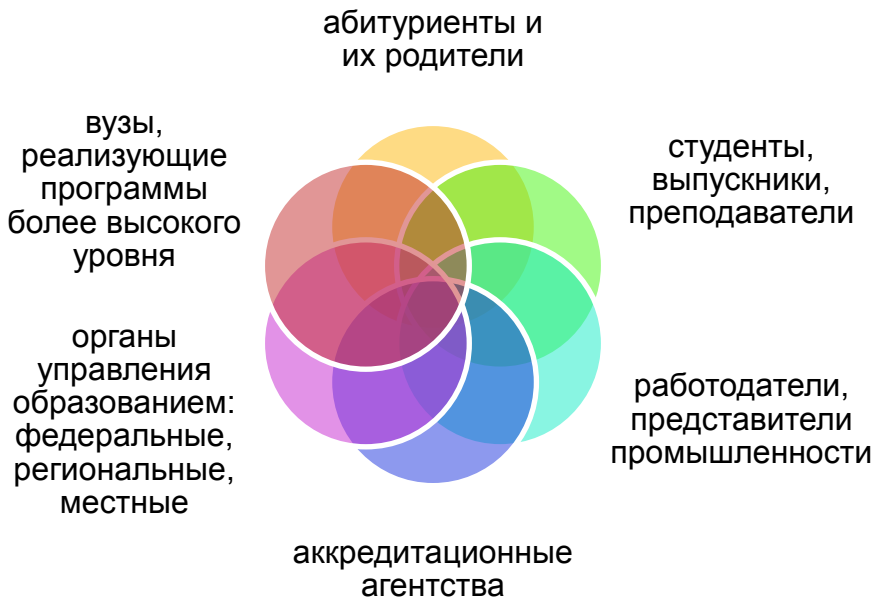 абитуриенты и
их родители
студенты,
выпускники,
преподаватели
работодатели,
представители
промышленности
аккредитационные
агентства
органы
управления
образованием:
федеральные,
региональные,
местные
вузы,
реализующие
программы
более высокого
уровня